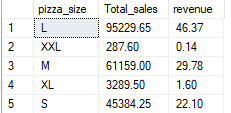 pizza_size Total_sales revenue
1 L 95229.65 46.37
2 XXL 287.60 0.14
3 M 61159.00 29.78
4 XL 3289.50 1.60
5 S 45384.25 22.10